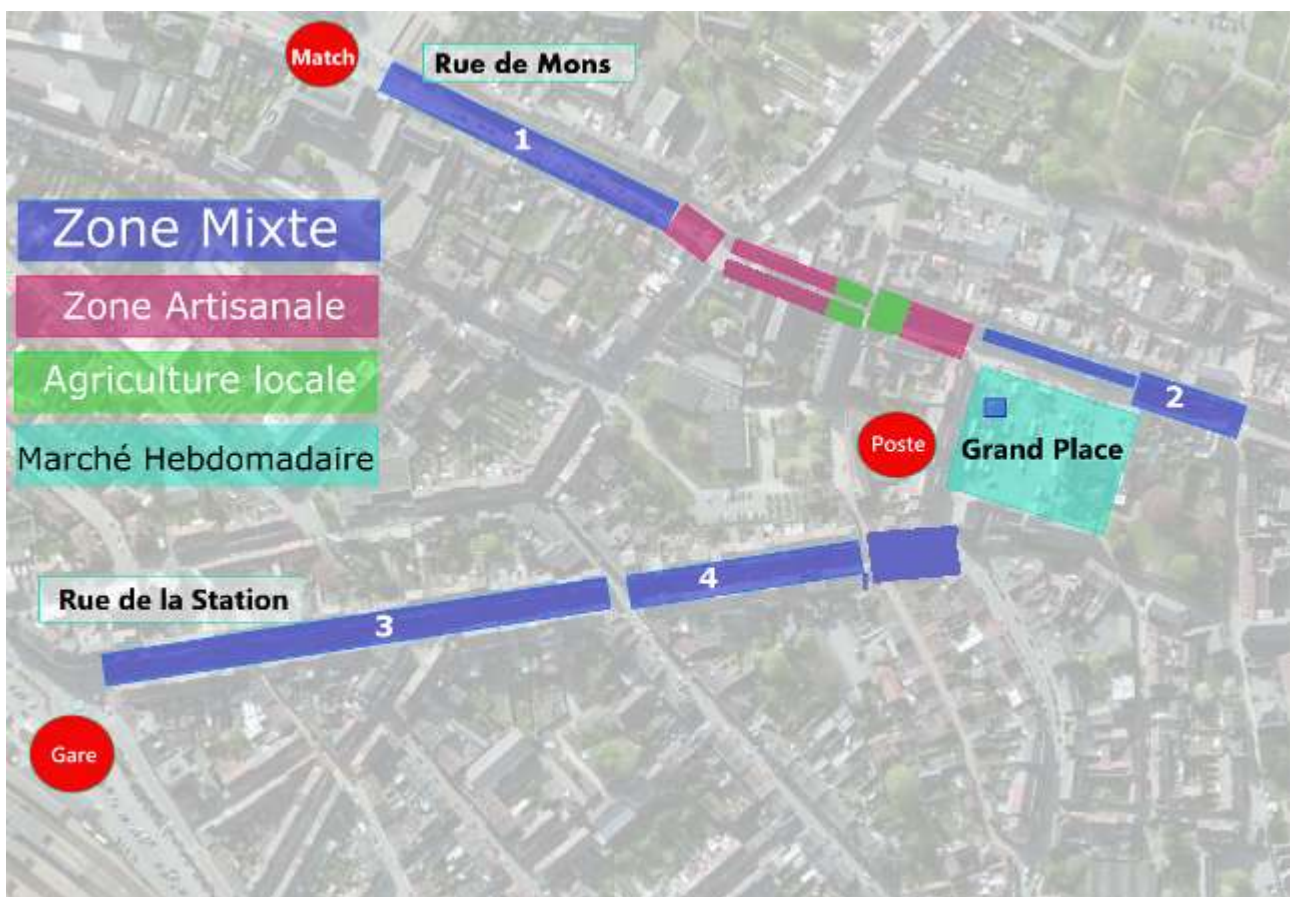 Match
Rue de Mons
1
Zone Mixte
Zone Artisanale
Agriculture locale
Marché Hebdomadaire
2
Poste
Grand Place
4
Rue de la Station
3
Gare